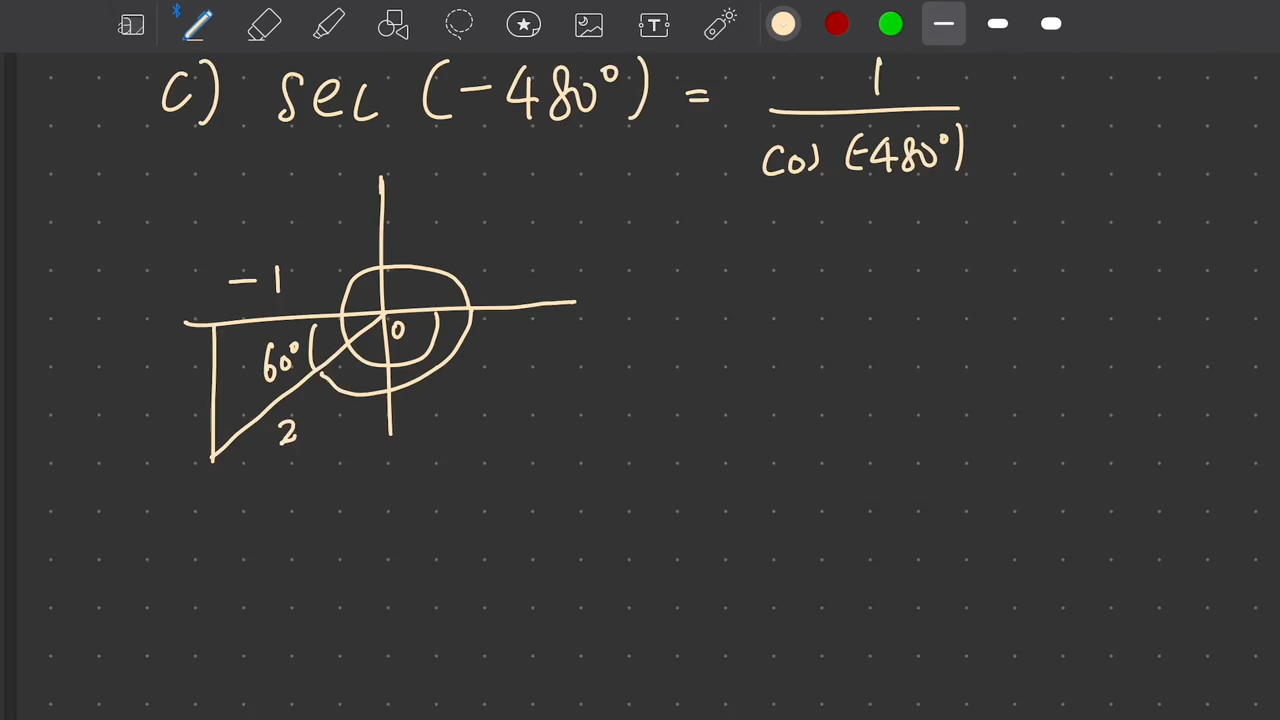 c) sec (-480°) = 1
cos (-480°)
-1
60° 0
2